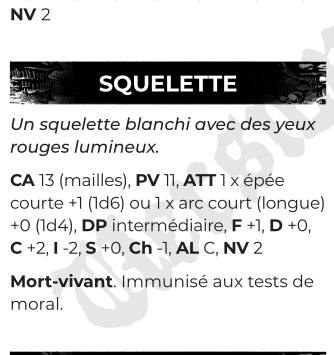 NV 2
SQUELETTE
Un squelette blanchi avec des yeux
rouges lumineux.
CA 13 (mailles), PV 11, ATT 1 x épée
courte +1 (1d6) ou 1 x arc court (longue)
+0 (1d4), DP intermédiaire, F +1, D +0,
C +2, I -2, S +0, Ch -1, AL C, NV 2
Mort-vivant. Immunisé aux tests de
moral.